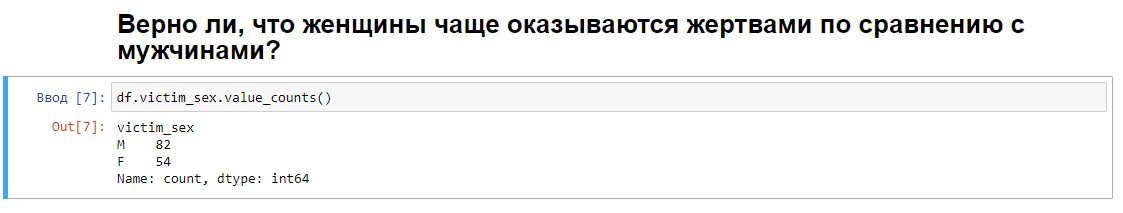 Верно ли, что женщины чаще оказываются жертвами по сравнению с
мужчинами?
Ввод [7]: df.victim_sex.value_counts()
Out[7]: victim_sex
M    82
F    54
Name: count, dtype: int64